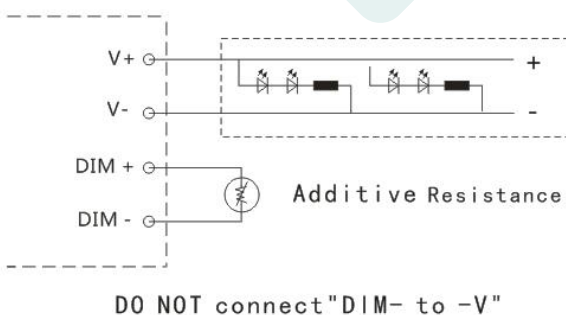 V+
+
V-
-
DIM +
Additive Resistance
DIM -
DO NOT connect"DIM- to -V"